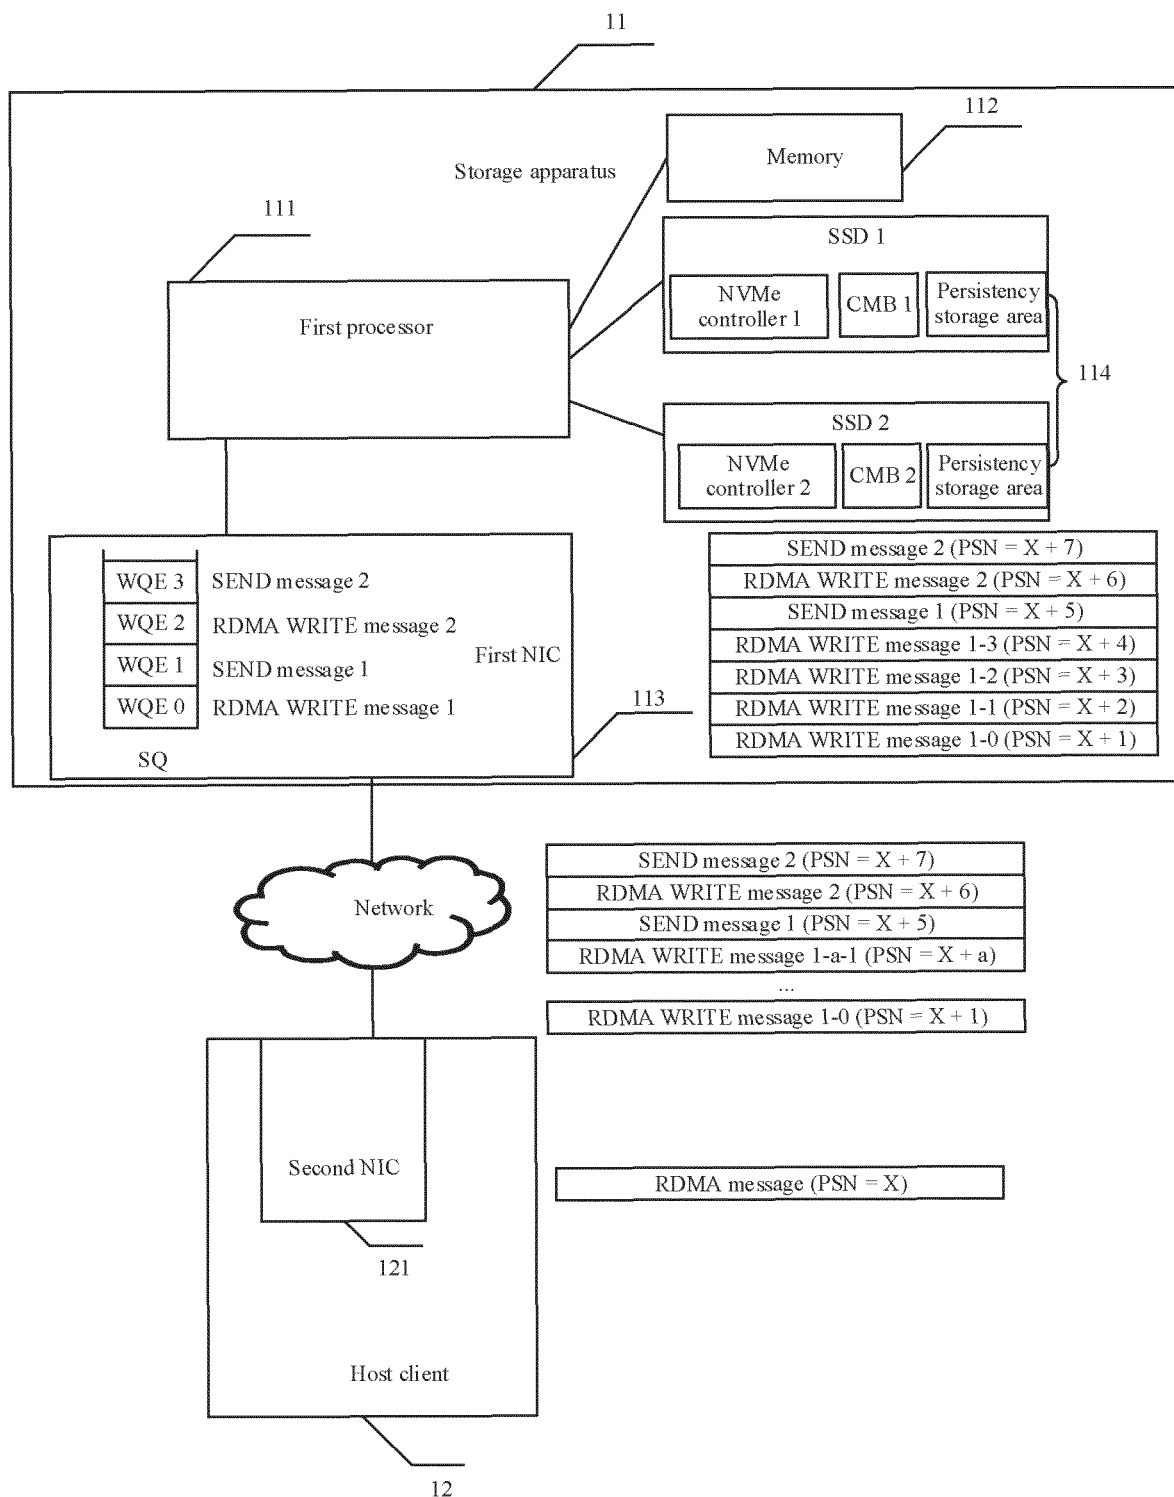 11
112
Memory
Storage apparatus
111
SSD 1
NVMe
controller 1
CMB 1
Persistency
storage area
First processor
114
SSD 2
NVMe
controller 2
CMB 2
Persistency
storage area
WQE 3
SEND message 2
WQE 2
RDMA WRITE message 2
WQE 1
SEND message 1
WQE 0
RDMA WRITE message 1
First NIC
SQ
113
SEND message 2 (PSN = X + 7)
RDMA WRITE message 2 (PSN = X + 6)
SEND message 1 (PSN = X + 5)
RDMA WRITE message 1-3 (PSN = X + 4)
RDMA WRITE message 1-2 (PSN = X + 3)
RDMA WRITE message 1-1 (PSN = X + 2)
RDMA WRITE message 1-0 (PSN = X + 1)
Network
SEND message 2 (PSN = X + 7)
RDMA WRITE message 2 (PSN = X + 6)
SEND message 1 (PSN = X + 5)
RDMA WRITE message 1-a-1 (PSN = X + a)
...
RDMA WRITE message 1-0 (PSN = X + 1)
Second NIC
RDMA message (PSN = X)
121
Host client
12